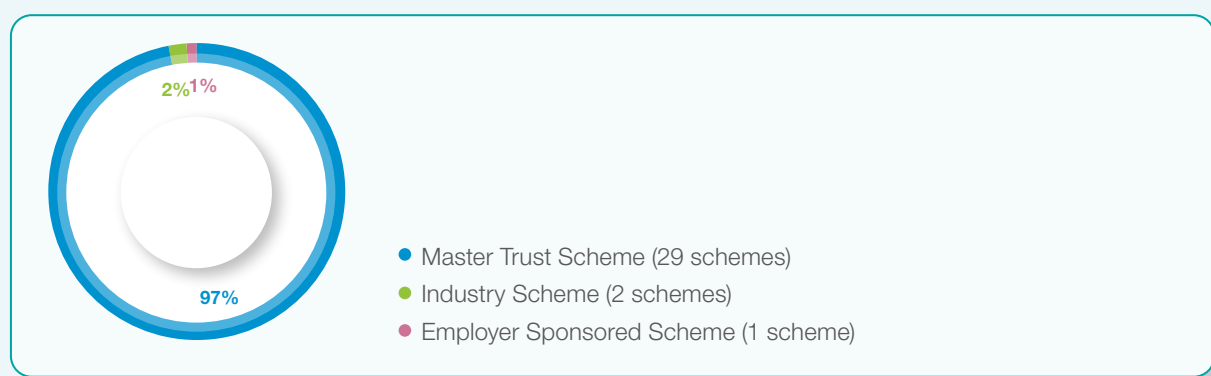 2% 1%
97%
Master Trust Scheme (29 schemes)
Industry Scheme (2 schemes)
Employer Sponsored Scheme (1 scheme)